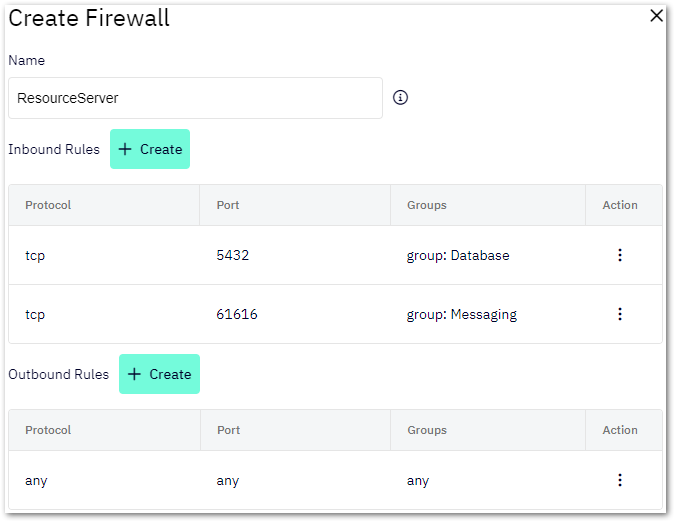 Create Firewall
Name
ResourceServer
Inbound Rules + Create
Protocol Port Groups Action
tcp 5432 group: Database
tcp 61616 group: Messaging
Outbound Rules + Create
Protocol Port Groups Action
any any any